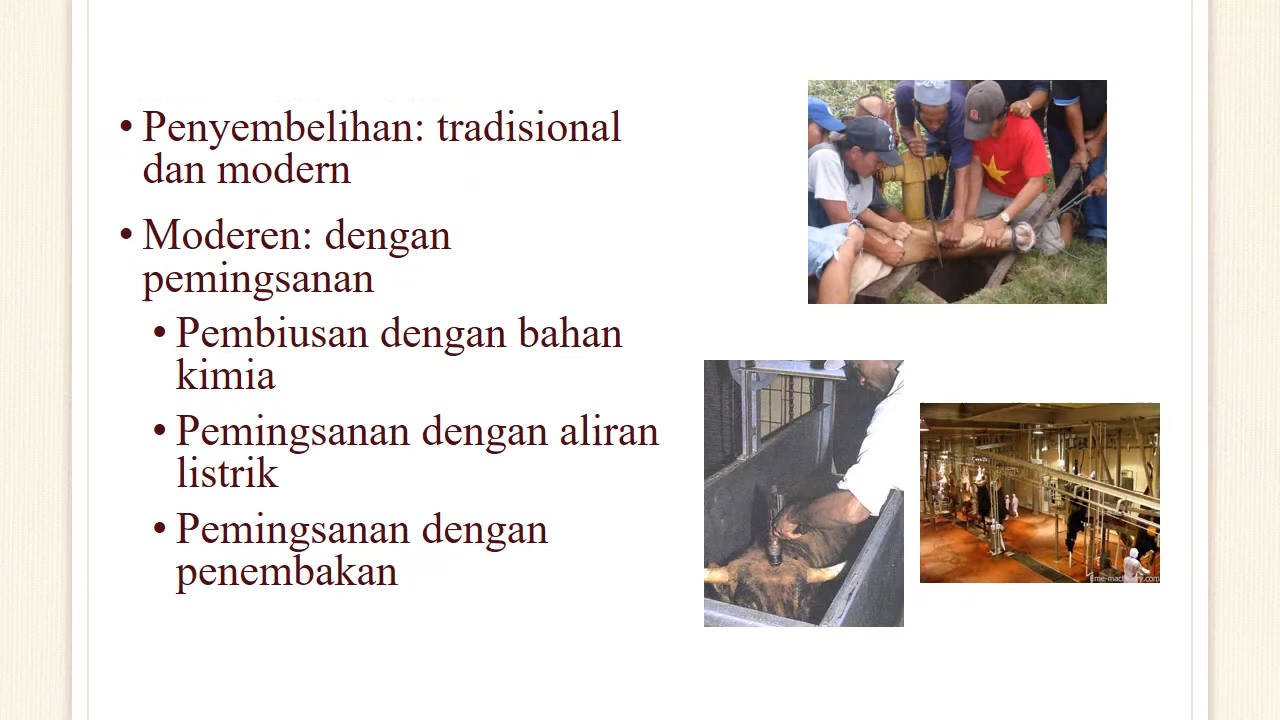 • Penyembelihan: tradisional
dan modern
• Moderen: dengan
pemingsanan
• Pembiusan dengan bahan
kimia
• Pemingsanan dengan aliran
listrik
• Pemingsanan dengan
penembakan